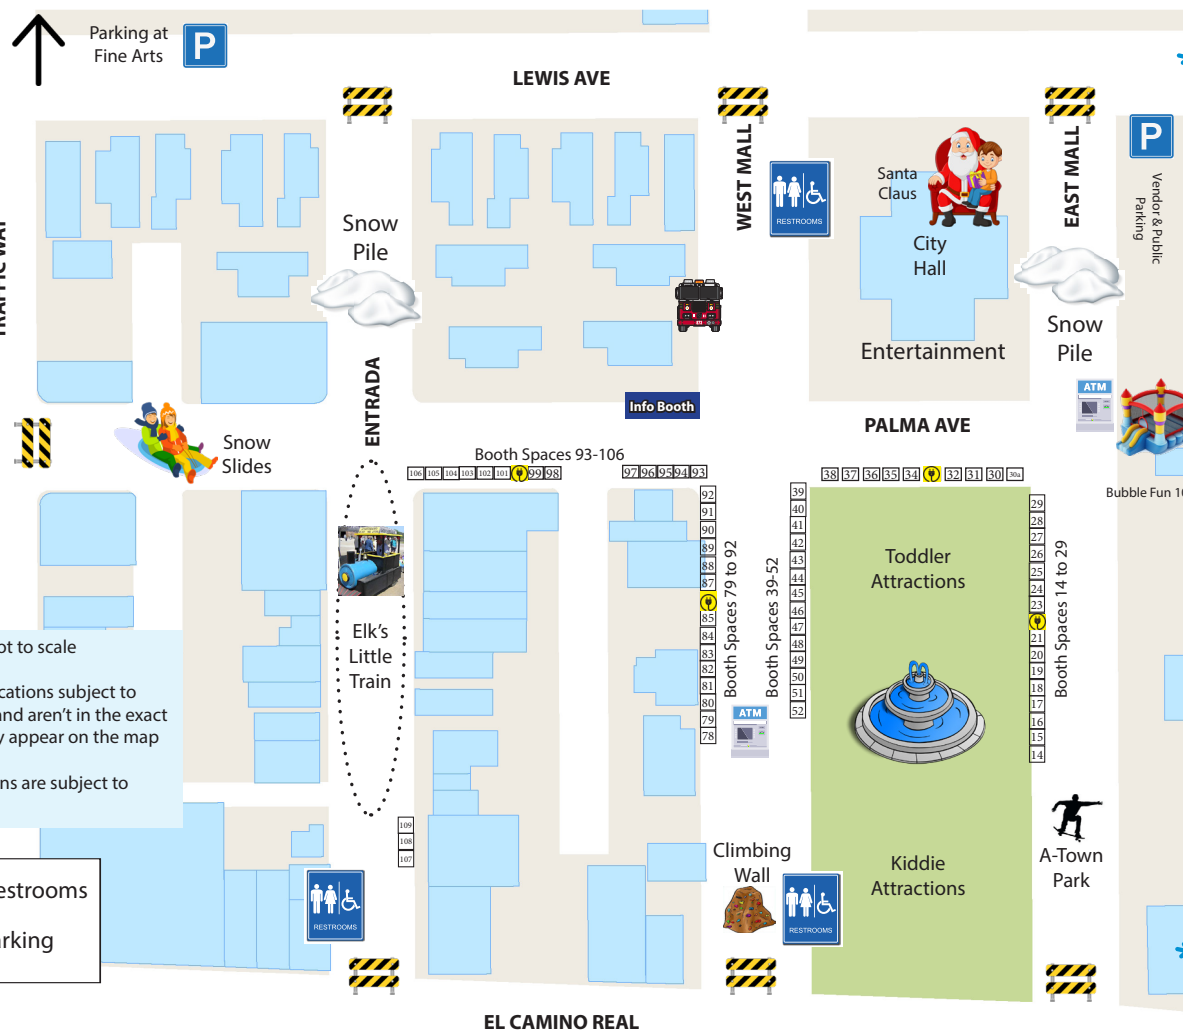 Parking at
Fine Arts
P
LEWIS AVE
WEST MALL
EAST MALL
P
Vendor & Public
Parking
RESTROOMS
Santa
Claus
City
Hall
Entertainment
Snow
Pile
Snow
Pile
ENTRADA
Info Booth
PALMA AVE
ATM
Snow
Slides
Booth Spaces 93-106
106 105 104 103 102 101 99 98
97 96 95 94 93
38 37 36 35 34 32 31 30 30a
Bubble Fun
92
91
90
89
88
87
85
84
83
82
81
80
79
78
Booth Spaces 79 to 92
Booth Spaces 39-52
39
40
41
42
43
44
45
46
47
48
49
50
51
52
29
28
27
26
25
24
23
21
20
19
18
17
16
15
14
Booth Spaces 14 to 29
Toddler
Attractions
Elk's
Little
Train
ATM
to scale
subject to
and aren't in the exact
appear on the map
are subject to
109
108
107
RESTROOMS
Climbing
Wall
RESTROOMS
Kiddie
Attractions
A-Town
Park
EL CAMINO REAL